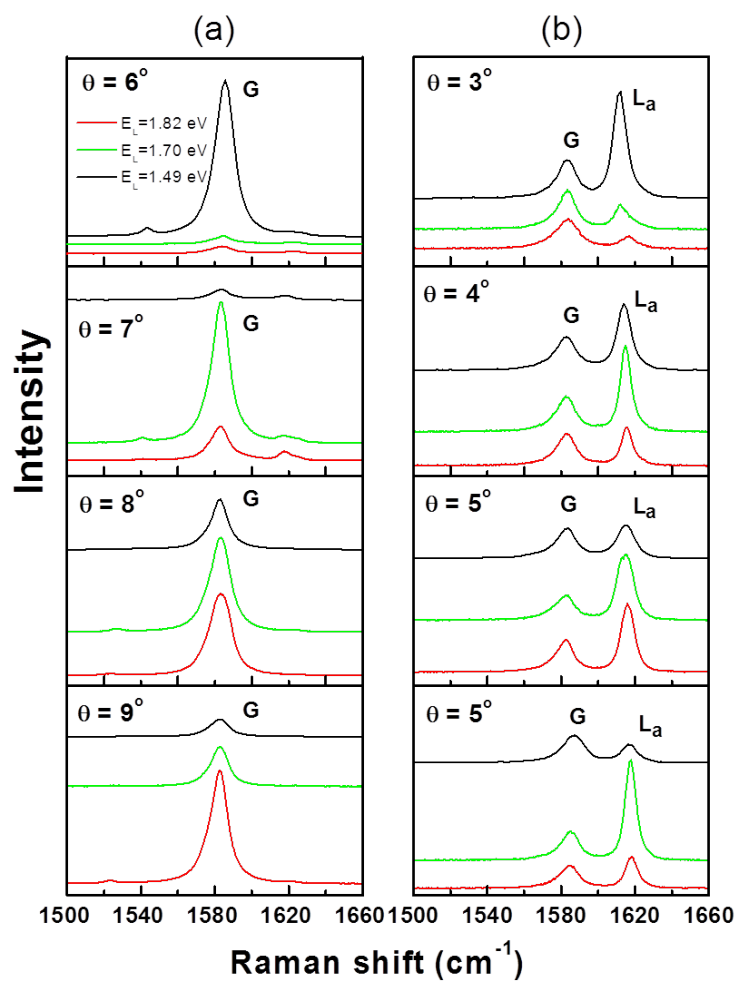 (a)
θ = 6°
G
E_L=1.82 eV
E_L=1.70 eV
E_L=1.49 eV
θ = 7°
G
θ = 8°
G
θ = 9°
G
1500 1540 1580 1620 1660
(b)
θ = 3°
G
L_a
θ = 4°
G
L_a
θ = 5°
G
L_a
θ = 5°
G
L_a
1500 1540 1580 1620 1660
Intensity
Raman shift (cm⁻¹)